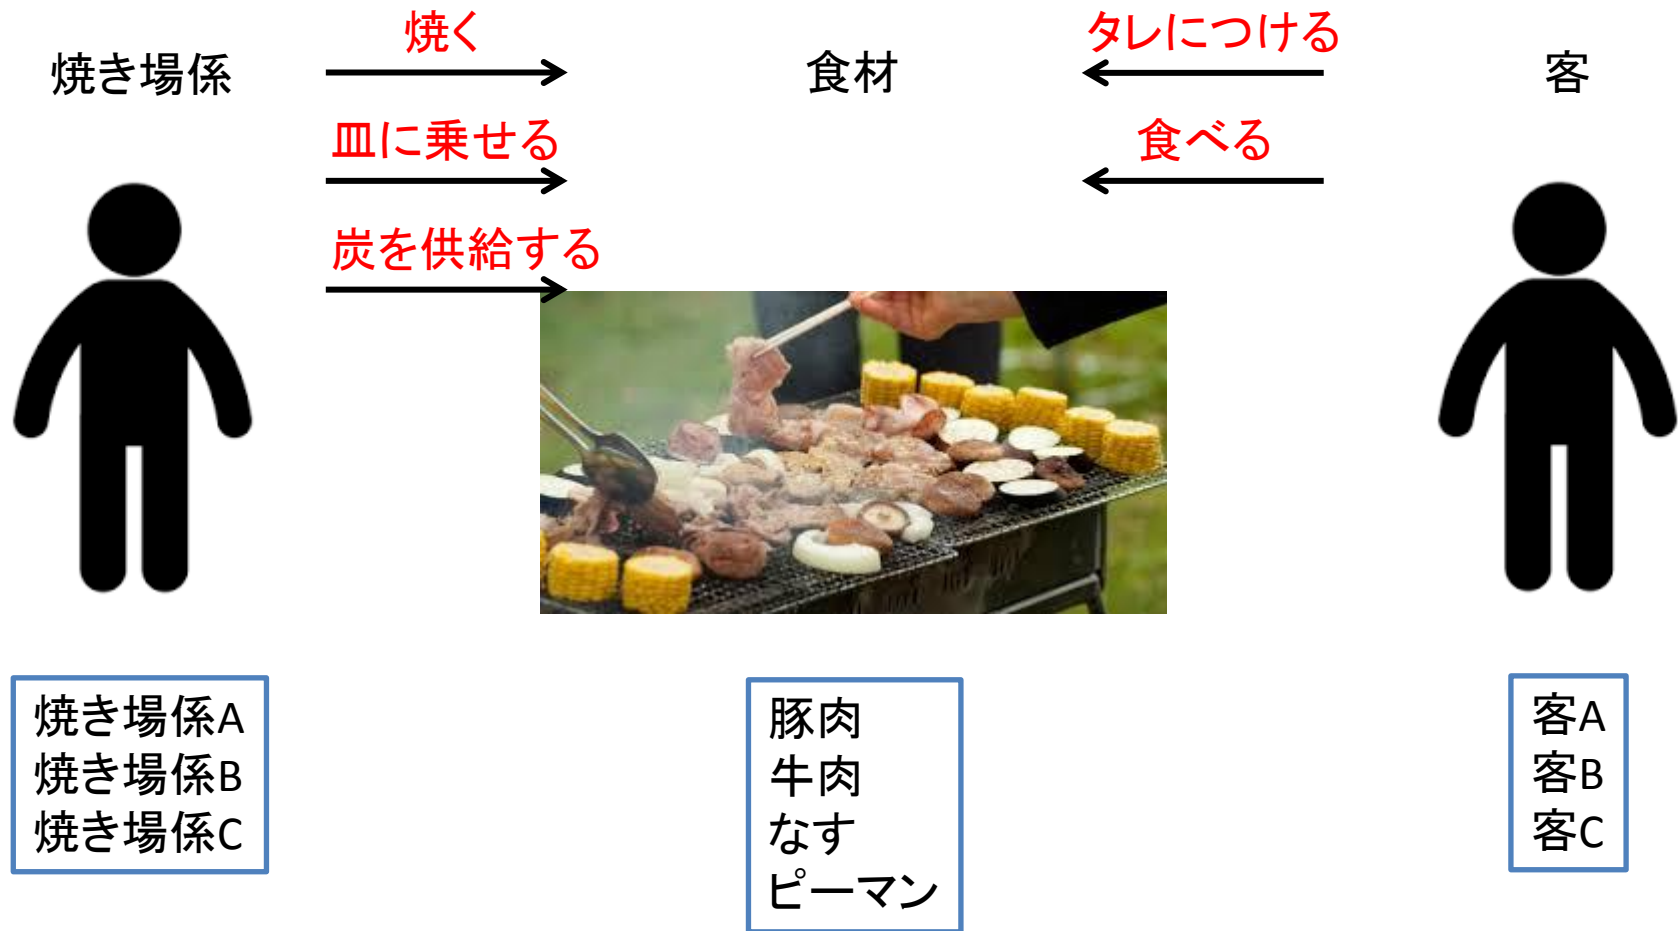 焼き場係
焼く
皿に乗せる
炭を供給する
食材
タレにつける
食べる
客
焼き場係A
焼き場係B
焼き場係C
豚肉
牛肉
なす
ピーマン
客A
客B
客C